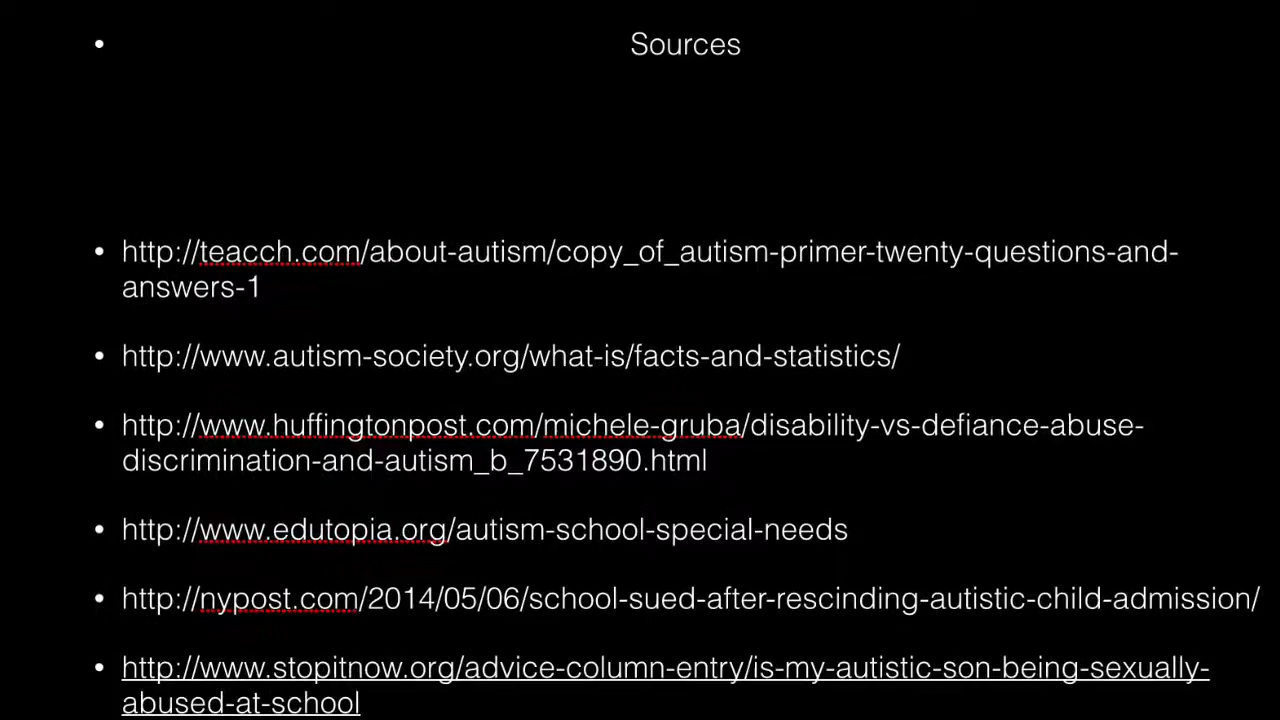 • Sources
• http://teacch.com/about-autism/copy_of_autism-primer-twenty-questions-and-
answers-1
• http://www.autism-society.org/what-is/facts-and-statistics/
• http://www.huffingtonpost.com/michele-gruba/disability-vs-defiance-abuse-
discrimination-and-autism_b_7531890.html
• http://www.edutopia.org/autism-school-special-needs
• http://nypost.com/2014/05/06/school-sued-after-rescinding-autistic-child-admission/
• http://www.stopitnow.org/advice-column-entry/is-my-autistic-son-being-sexually-
abused-at-school